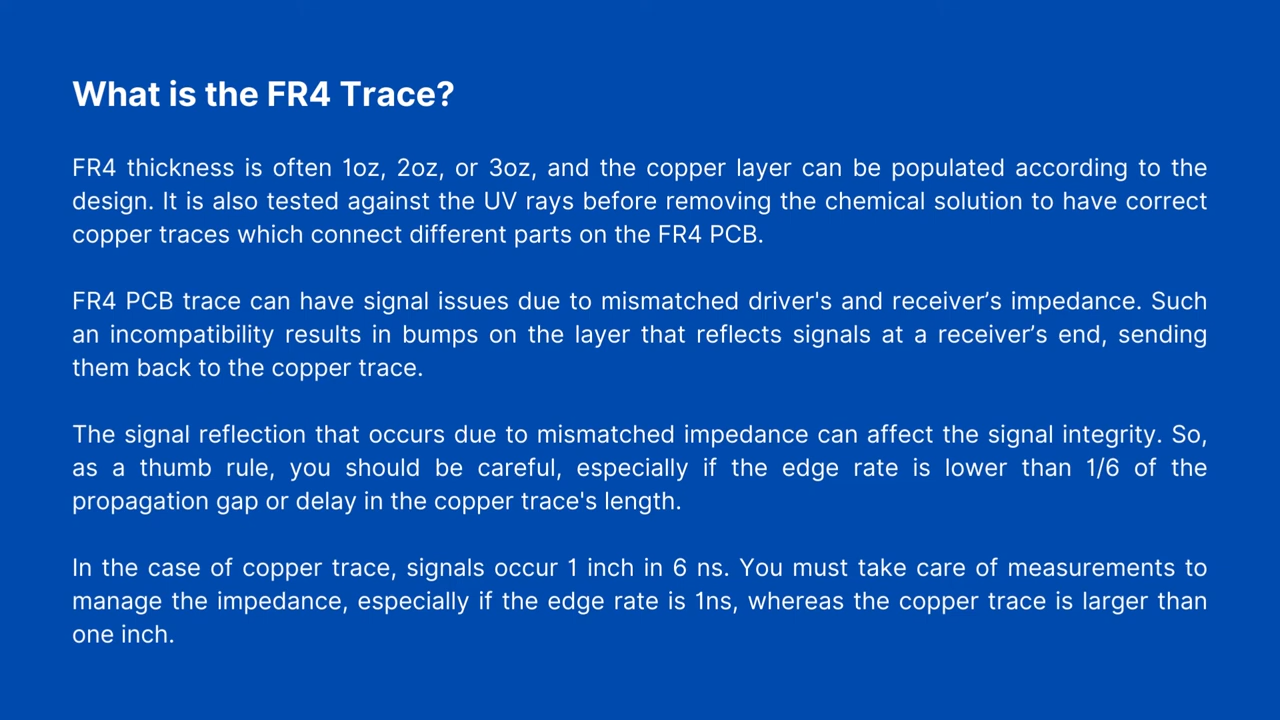 What is the FR4 Trace?
FR4 thickness is often 1oz, 2oz, or 3oz, and the copper layer can be populated according to the
design. It is also tested against the UV rays before removing the chemical solution to have correct
copper traces which connect different parts on the FR4 PCB.
FR4 PCB trace can have signal issues due to mismatched driver's and receiver’s impedance. Such
an incompatibility results in bumps on the layer that reflects signals at a receiver’s end, sending
them back to the copper trace.
The signal reflection that occurs due to mismatched impedance can affect the signal integrity. So,
as a thumb rule, you should be careful, especially if the edge rate is lower than 1/6 of the
propagation gap or delay in the copper trace's length.
In the case of copper trace, signals occur 1 inch in 6 ns. You must take care of measurements to
manage the impedance, especially if the edge rate is 1ns, whereas the copper trace is larger than
one inch.